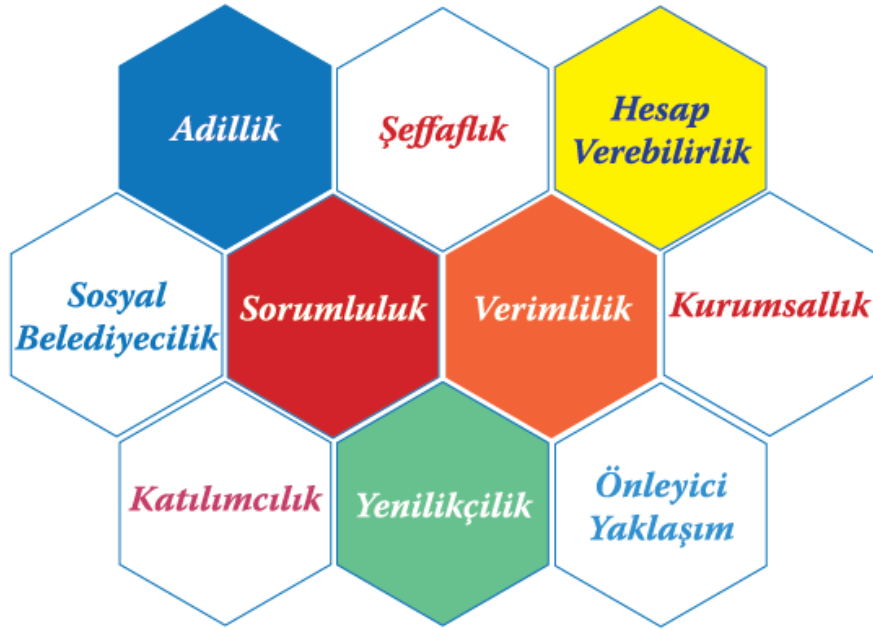 Adillik
Şeffaflık
Hesap
Verebilirlik
Sosyal
Belediyecilik
Sorumluluk
Verimlilik
Kurumsallık
Katılımcılık
Yenilikçilik
Önleyici
Yaklaşım